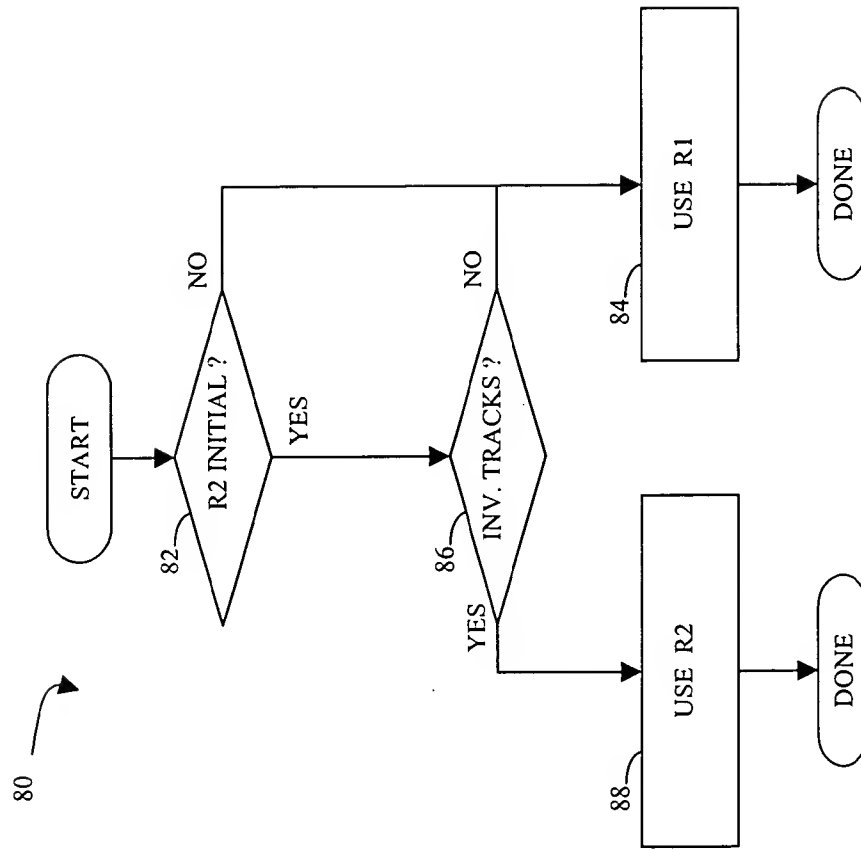 80
START
82
R2 INITIAL ?
NO
YES
86
INV. TRACKS ?
YES
NO
88
USE R2
84
USE R1
DONE
DONE